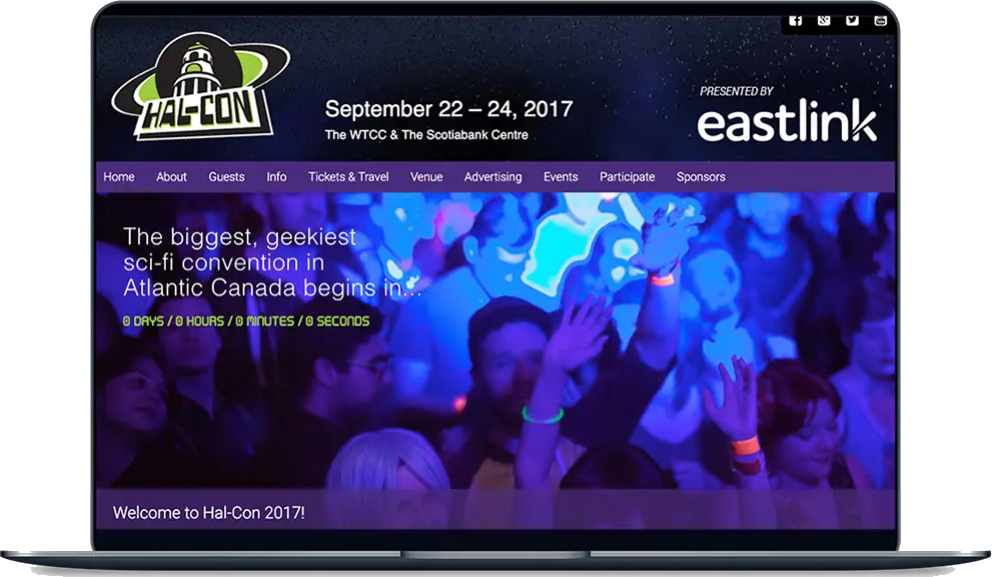 HAL-CON
September 22 – 24, 2017
The WTCC & The Scotiabank Centre
PRESENTED BY
eastlink
Home About Guests Info Tickets & Travel Venue Advertising Events Participate Sponsors
The biggest, geekiest
sci-fi convention in
Atlantic Canada begins in...
0 DAYS / 0 HOURS / 0 MINUTES / 0 SECONDS
Welcome to Hal-Con 2017!